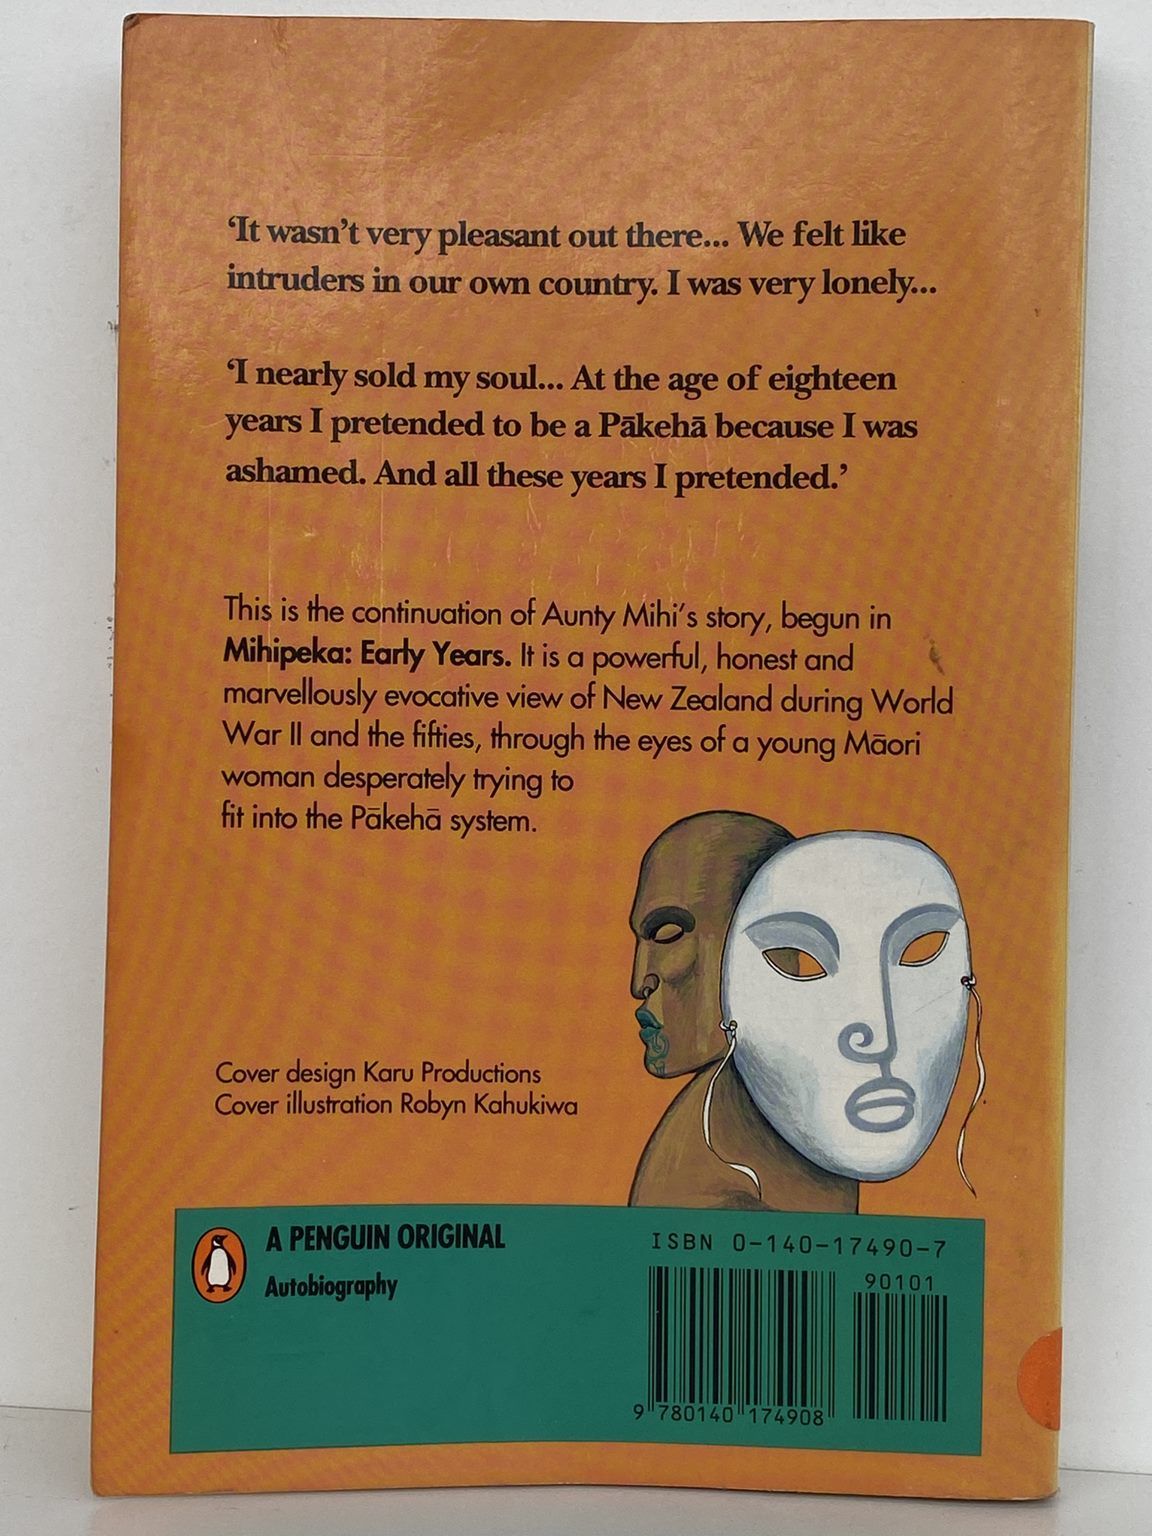 ‘It wasn’t very pleasant out there... We felt like
intruders in our own country. I was very lonely...
‘I nearly sold my soul... At the age of eighteen
years I pretended to be a Pākehā because I was
ashamed. And all these years I pretended.’
This is the continuation of Aunty Mihi’s story, begun in
Mihipeka: Early Years. It is a powerful, honest and
marvellously evocative view of New Zealand during World
War II and the fifties, through the eyes of a young Māori
woman desperately trying to
fit into the Pākehā system.
Cover design Karu Productions
Cover illustration Robyn Kahukiwa
A PENGUIN ORIGINAL
Autobiography
ISBN 0-140-17490-7
90101
9 780140 174908